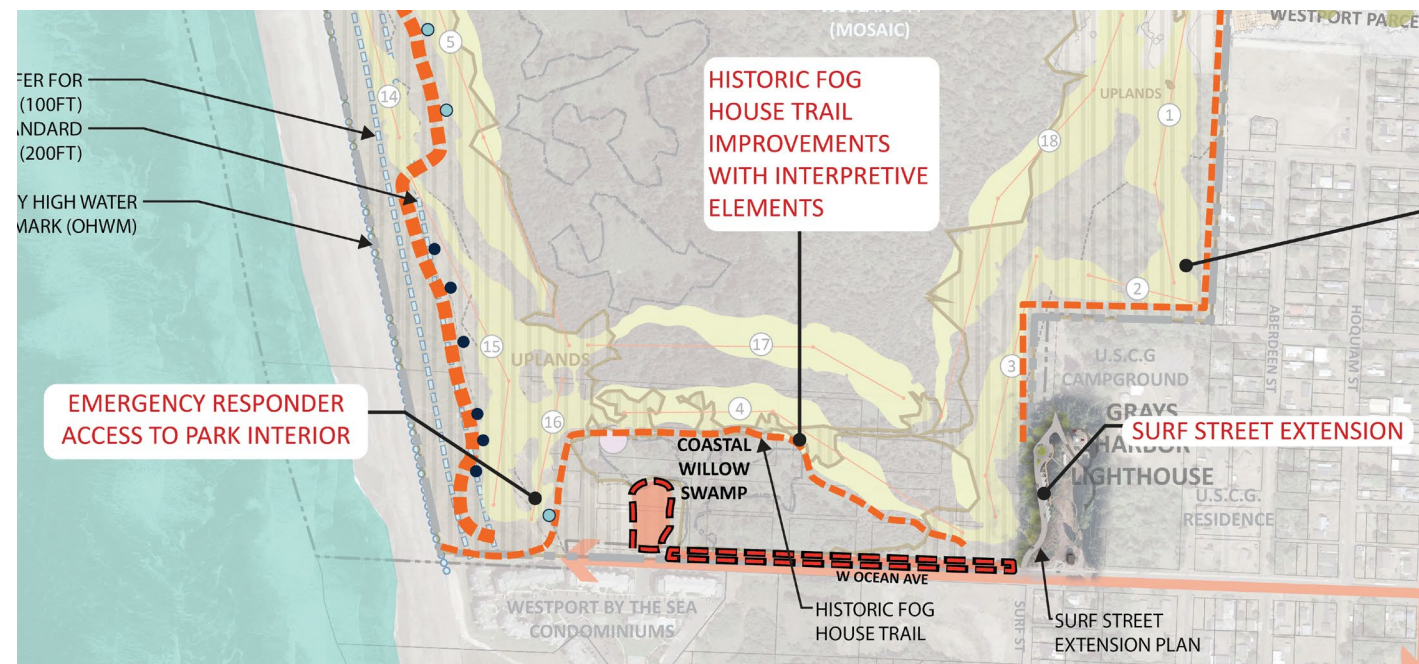 (MOSAIC)
WESTPORT PARCE
5
FER FOR
(100FT)
NDARD
(200FT)
Y HIGH WATER
MARK (OHWM)
14
HISTORIC FOG
HOUSE TRAIL
IMPROVEMENTS
WITH INTERPRETIVE
ELEMENTS
18
UPLANDS
1
2
ABERDEEN ST
HOQUIAM ST
15
UPLANDS
17
3
U.S.C.G
CAMPGROUND
EMERGENCY RESPONDER
ACCESS TO PARK INTERIOR
16
4
COASTAL
WILLOW
SWAMP
GRAYS
HARBOR
LIGHTHOUSE
SURF STREET EXTENSION
U.S.C.G.
RESIDENCE
W OCEAN AVE
WESTPORT BY THE SEA
CONDOMINIUMS
HISTORIC FOG
HOUSE TRAIL
SURF ST
SURF STREET
EXTENSION PLAN